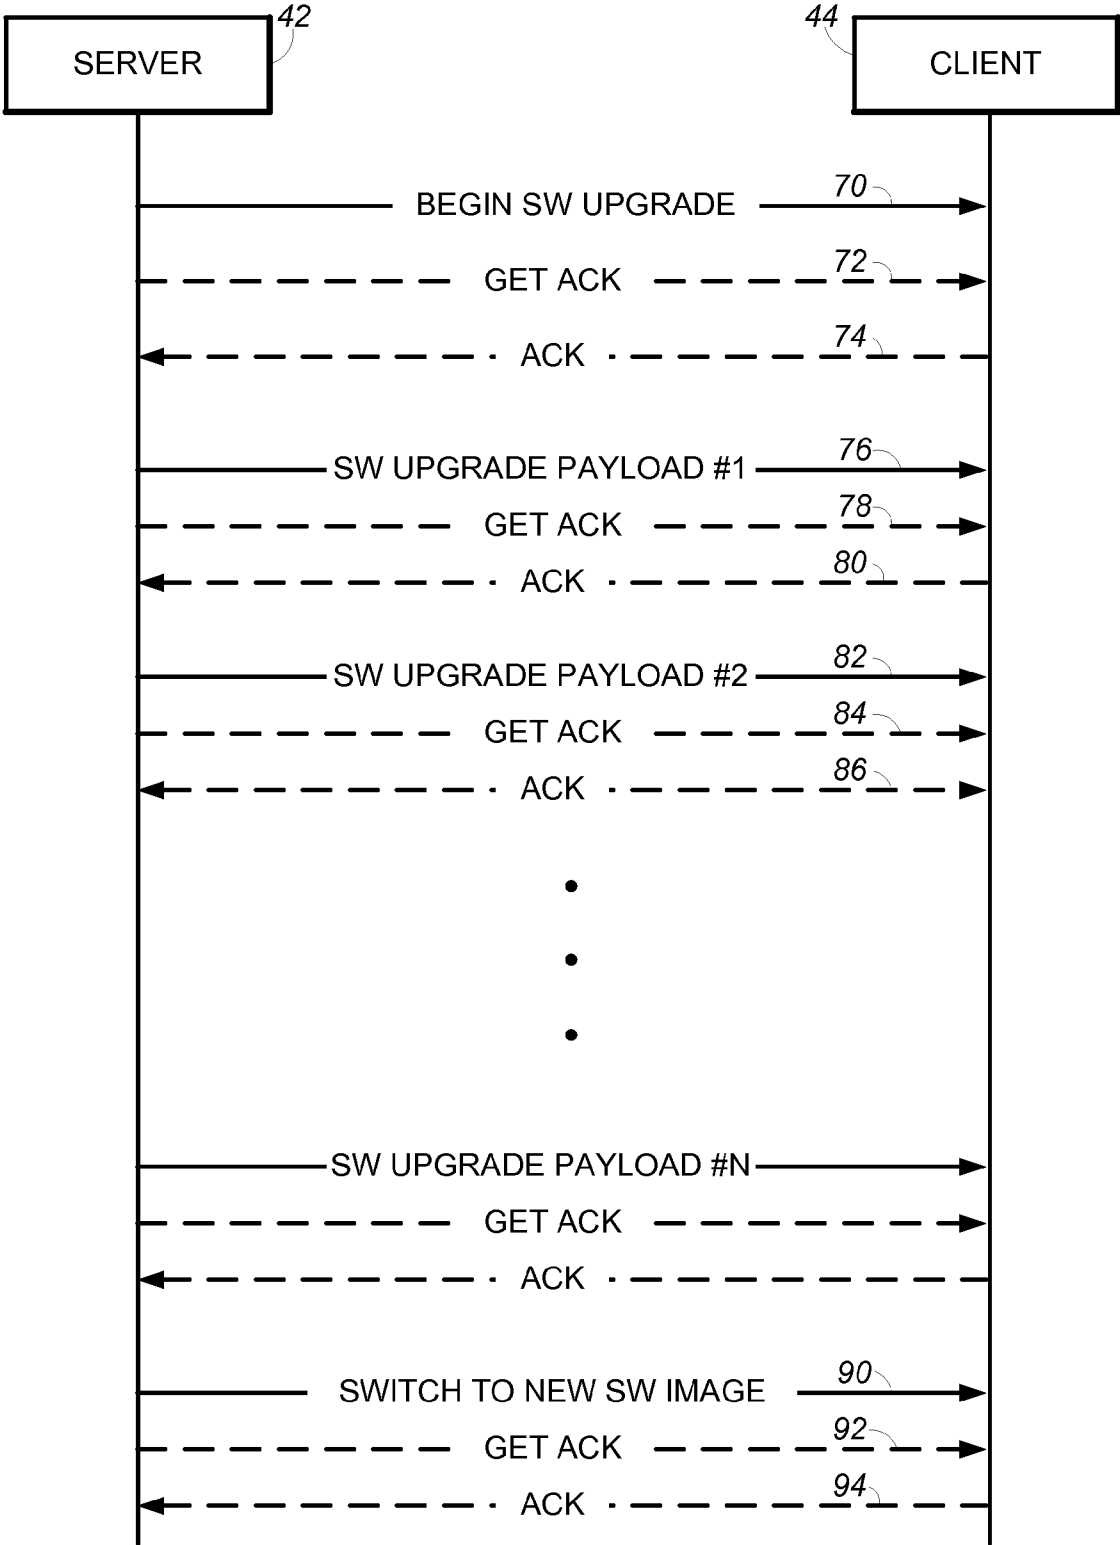 42
44
SERVER
CLIENT
70
BEGIN SW UPGRADE
72
GET ACK
74
ACK
76
SW UPGRADE PAYLOAD #1
78
GET ACK
80
ACK
82
SW UPGRADE PAYLOAD #2
84
GET ACK
86
ACK
SW UPGRADE PAYLOAD #N
GET ACK
ACK
90
SWITCH TO NEW SW IMAGE
92
GET ACK
94
ACK